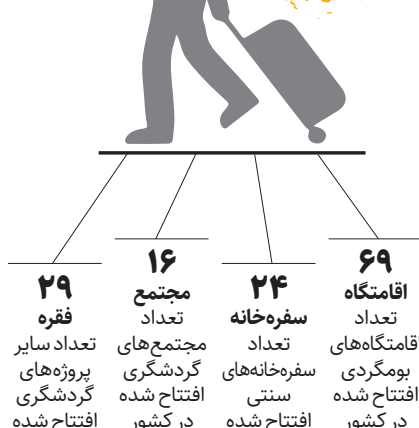 ۶۹
اقامتگاه
تعداد
اقامتگاه‌های
بومگردی
افتتاح شده
در کشور
۲۴
سفره‌خانه
تعداد
سفره‌خانه‌های
سنتی
افتتاح شده
۱۶
مجتمع
تعداد
مجتمع‌های
گردشگری
افتتاح شده
در کشور
۲۹
فقره
تعداد سایر
پروژه‌های
گردشگری
افتتاح شده